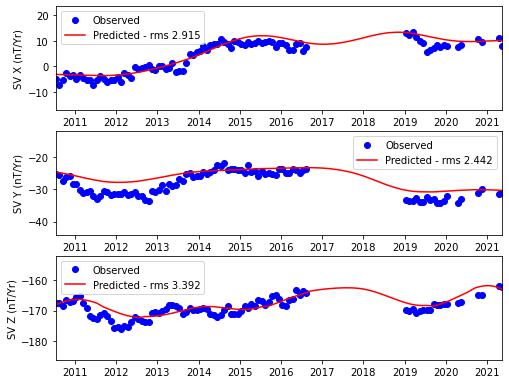 SV X (nT/Yr)
20
10
0
−10
Observed
Predicted - rms 2.915
2011 2012 2013 2014 2015 2016 2017 2018 2019 2020 2021
SV Y (nT/Yr)
−20
−30
−40
Observed
Predicted - rms 2.442
2011 2012 2013 2014 2015 2016 2017 2018 2019 2020 2021
SV Z (nT/Yr)
−160
−170
−180
Observed
Predicted - rms 3.392
2011 2012 2013 2014 2015 2016 2017 2018 2019 2020 2021